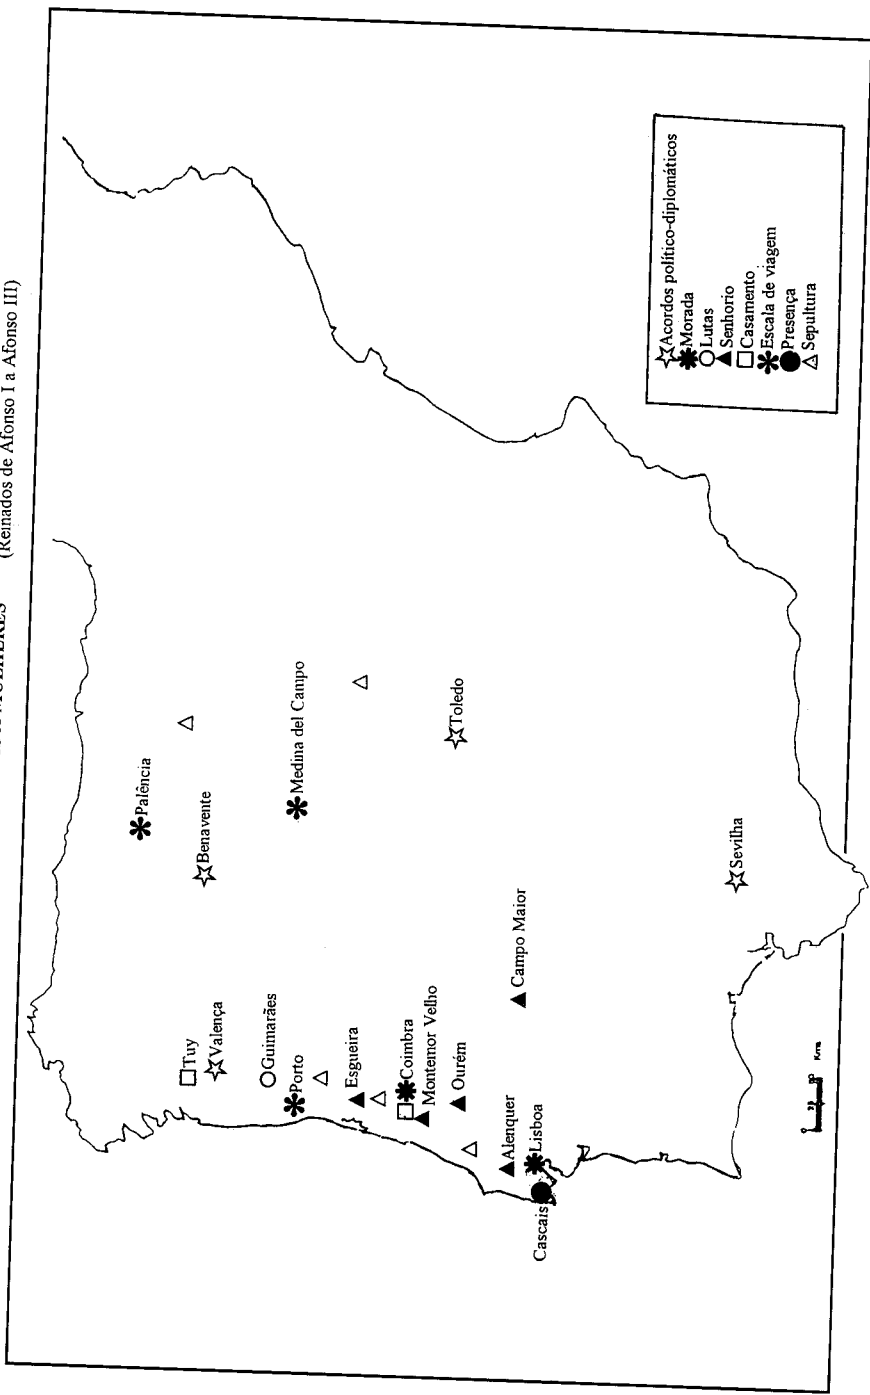 MULHERES
(Reinados de Afonso I a Afonso III)
Palência
Benavente
Medina del Campo
Toledo
Sevilha
Tuy
Valença
Guimarães
Porto
Esgueira
Coimbra
Montemor Velho
Ourém
Campo Maior
Alenquer
Lisboa
Cascais
Acordos político-diplomáticos
Morada
Lutas
Senhorio
Casamento
Escala de viagem
Presença
Sepultura
Km